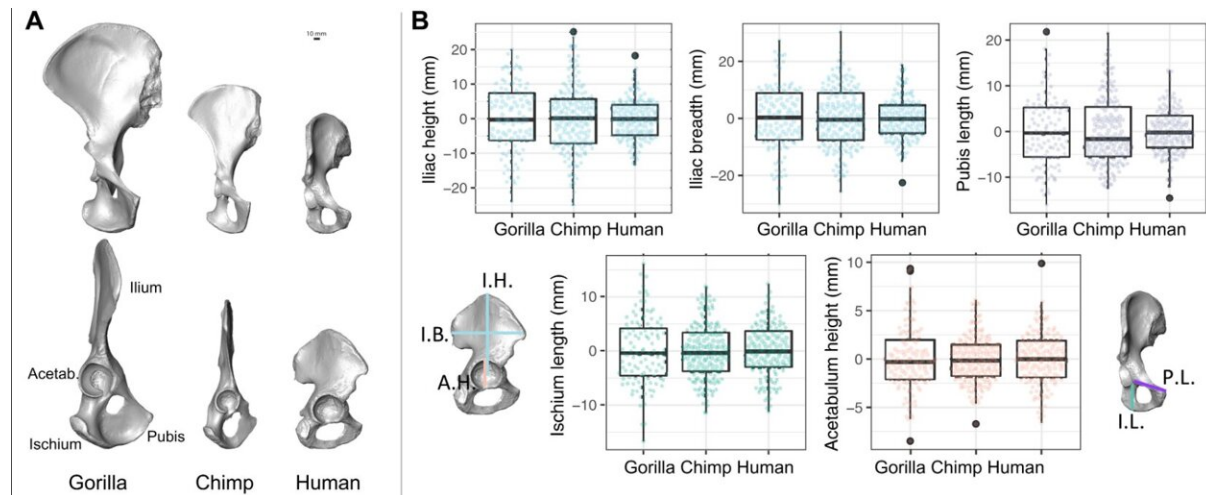 A
10 mm
Ilium
Acetab.
Ischium
Pubis
Gorilla Chimp Human
B
Iliac height (mm)
20
10
0
−10
−20
Gorilla Chimp Human
Iliac breadth (mm)
20
0
−20
Gorilla Chimp Human
Pubis length (mm)
20
10
0
−10
Gorilla Chimp Human
I.H.
I.B.
A.H.
Ischium length (mm)
10
0
−10
Gorilla Chimp Human
Acetabulum height (mm)
10
5
0
−5
Gorilla Chimp Human
P.L.
I.L.